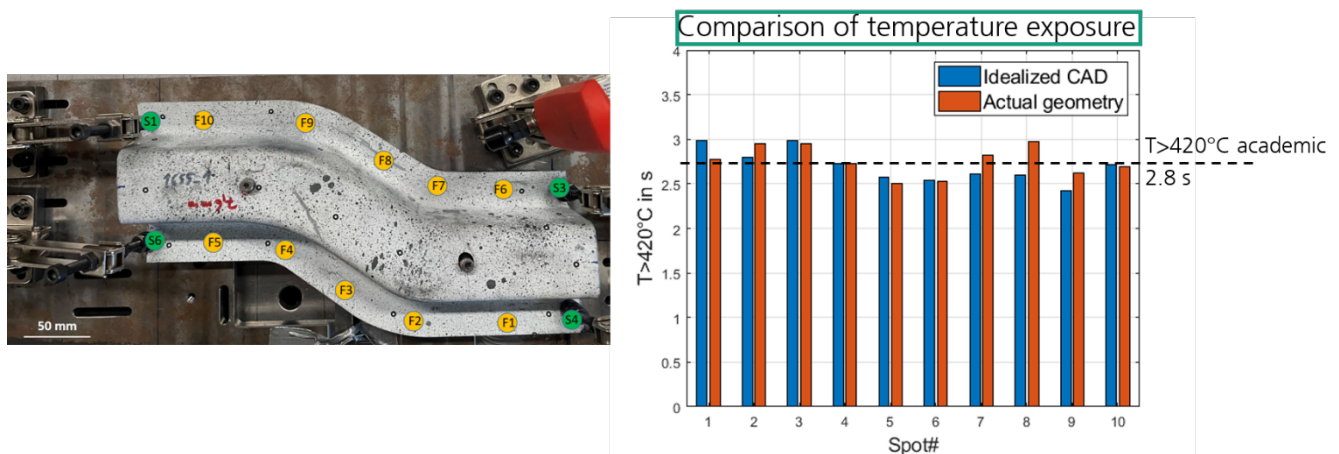 S1
F10
F9
F8
F7
F6
S3
S6
F5
F4
F3
F2
F1
S4
50 mm
Comparison of temperature exposure
Idealized CAD
Actual geometry
T>420°C in s
4
3.5
3
2.5
2
1.5
1
0.5
0
1 2 3 4 5 6 7 8 9 10
Spot#
T>420°C academic
2.8 s